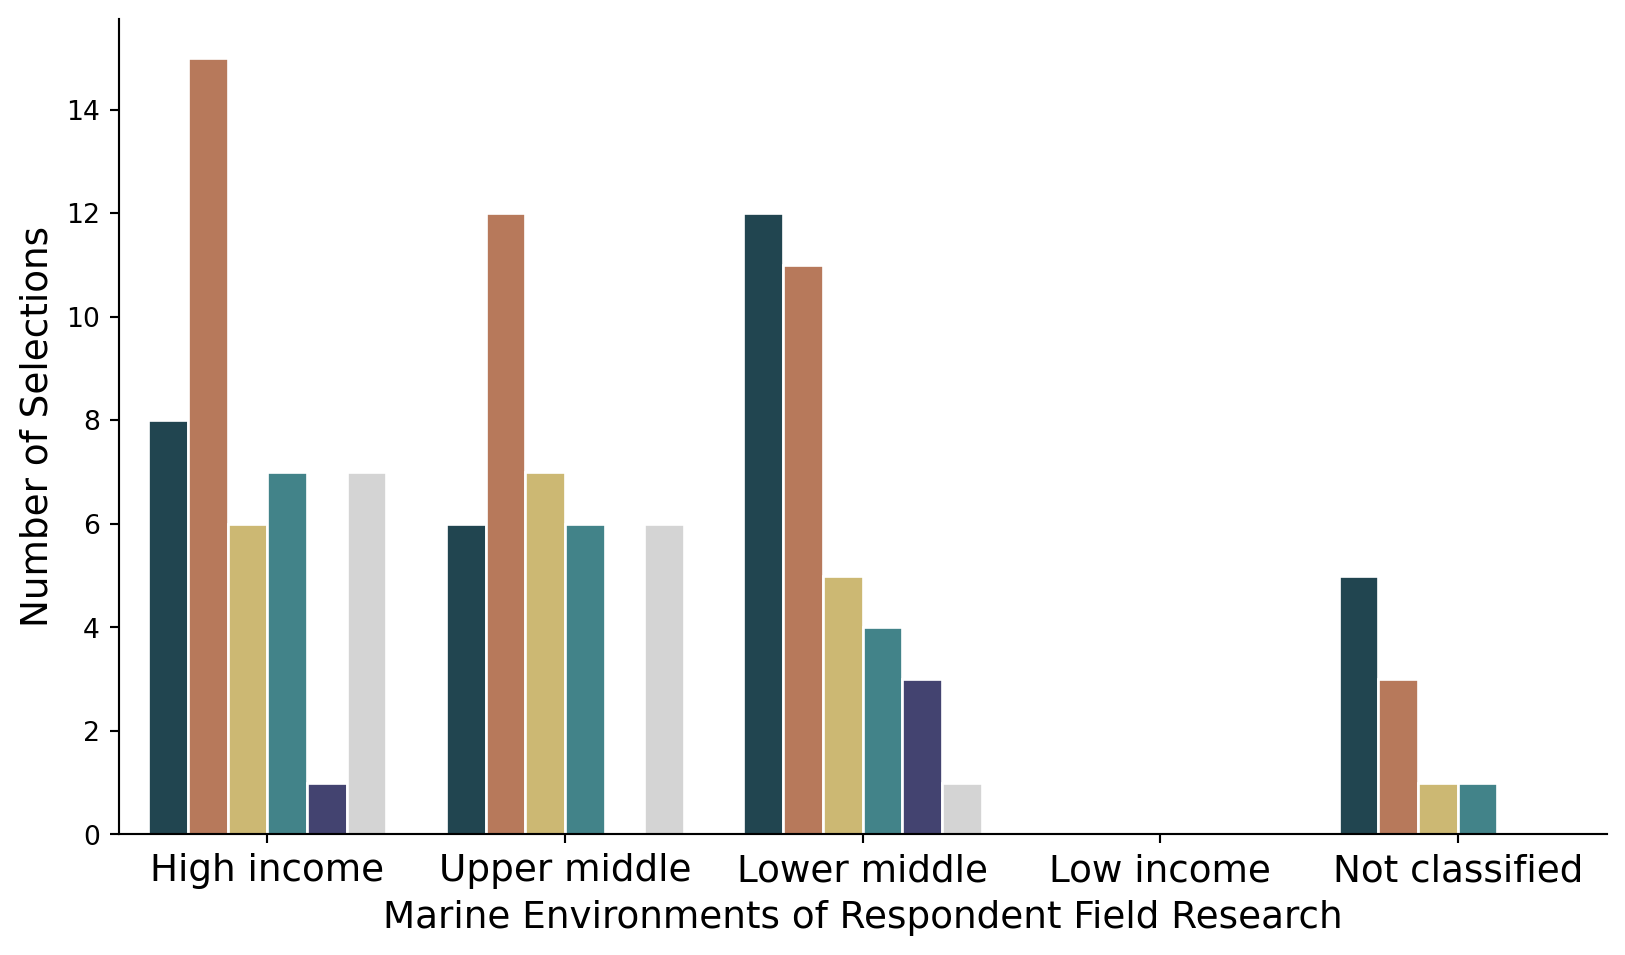 Number of Selections
14
12
10
8
6
4
2
0
High income Upper middle Lower middle Low income Not classified
Marine Environments of Respondent Field Research